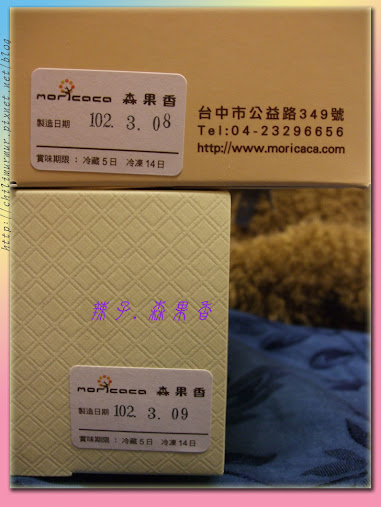 moricaca 森果香
製造日期 102. 3. 08
賞味期限：冷藏5日 冷凍14日
台中市公益路349號
Tel:04-23296656
http://www.moricaca.com
辣子.森果香
moricaca 森果香
製造日期 102. 3. 09
賞味期限：冷藏5日 冷凍14日
http://chilimurmur.pixnet.net/blog